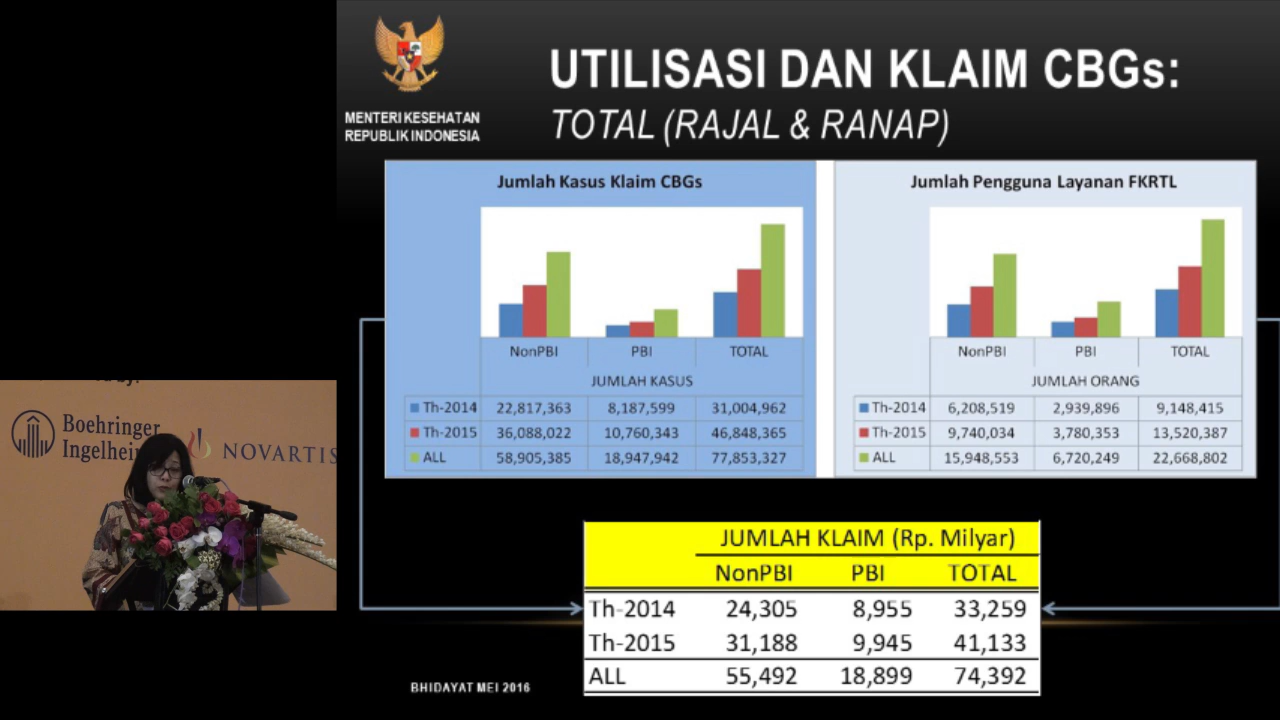 MENTERI KESEHATAN
REPUBLIK INDONESIA
UTILISASI DAN KLAIM CBGs:
TOTAL (RAJAL & RANAP)
Jumlah Kasus Klaim CBGs
NonPBI PBI TOTAL
JUMLAH KASUS
Th-2014 22,817,363 8,187,599 31,004,962
Th-2015 36,088,022 10,760,343 46,848,365
ALL 58,905,385 18,947,942 77,853,327
Jumlah Pengguna Layanan FKRTL
NonPBI PBI TOTAL
JUMLAH ORANG
Th-2014 6,208,519 2,939,896 9,148,415
Th-2015 9,740,034 3,780,353 13,520,387
ALL 15,948,553 6,720,249 22,668,802
JUMLAH KLAIM (Rp. Milyar)
NonPBI PBI TOTAL
Th-2014 24,305 8,955 33,259
Th-2015 31,188 9,945 41,133
ALL 55,492 18,899 74,392
BHIDAYAT MEI 2016
by:
Boehringer
Ingelhei
NOVARTIS